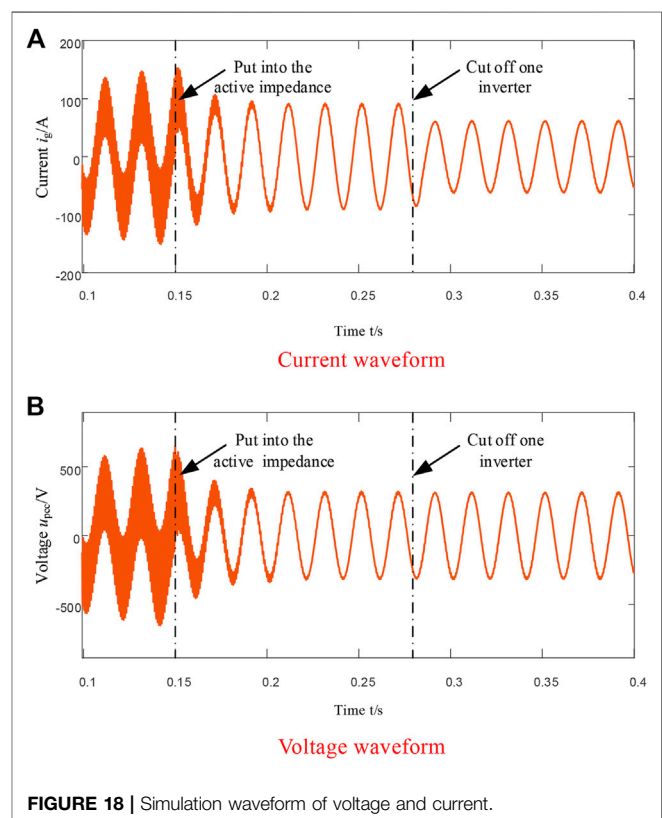 A
200
100
0
-100
-200
Current ig/A
Put into the
active impedance
Cut off one
inverter
0.1 0.15 0.2 0.25 0.3 0.35 0.4
Time t/s
Current waveform
B
500
0
-500
Voltage upcc/V
Put into the
active impedance
Cut off one
inverter
0.1 0.15 0.2 0.25 0.3 0.35 0.4
Time t/s
Voltage waveform
FIGURE 18 | Simulation waveform of voltage and current.